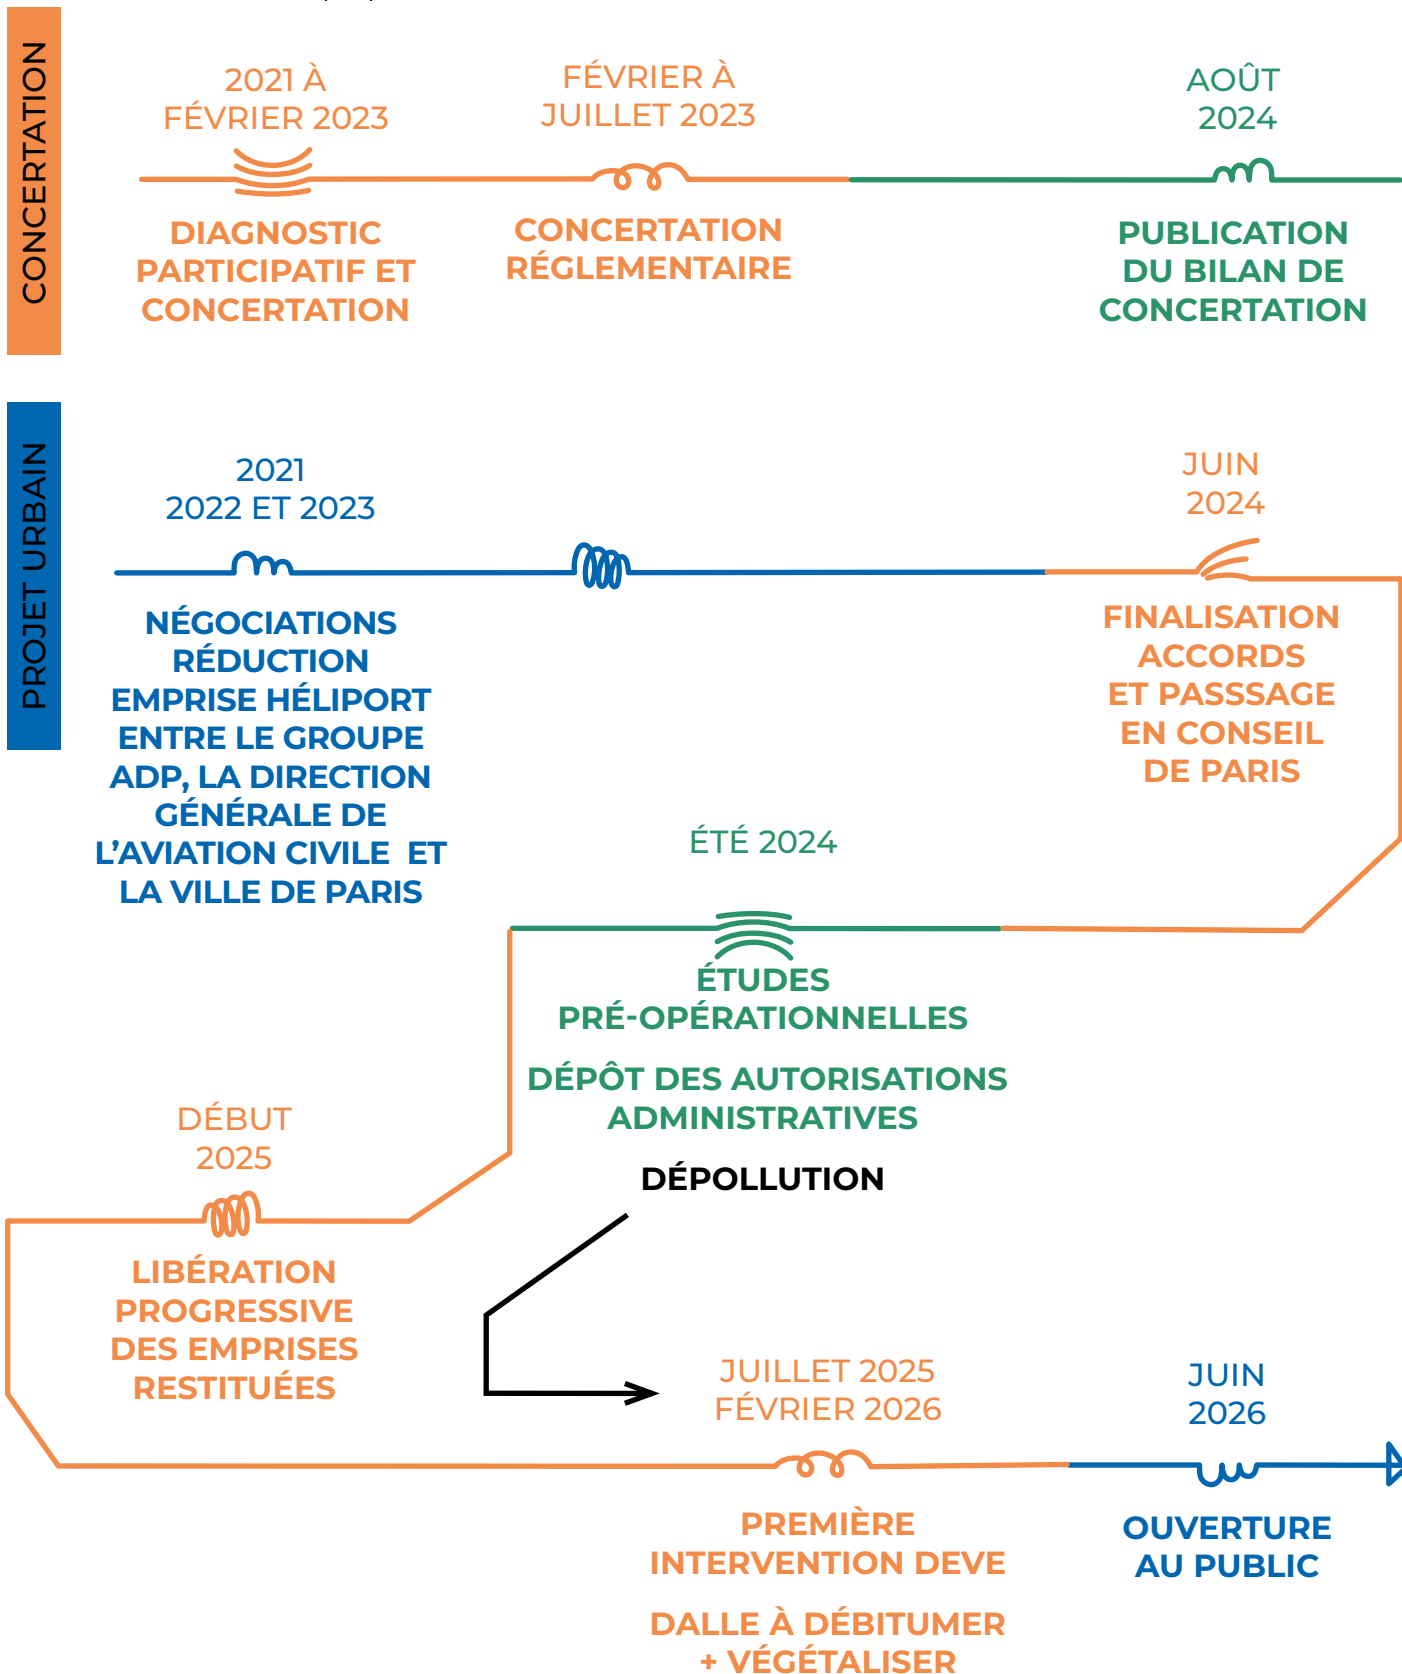 CONCERTATION
2021 À
FÉVRIER 2023
DIAGNOSTIC
PARTICIPATIF ET
CONCERTATION
FÉVRIER À
JUILLET 2023
CONCERTATION
RÉGLEMENTAIRE
AOÛT
2024
PUBLICATION
DU BILAN DE
CONCERTATION
PROJET URBAIN
2021
2022 ET 2023
NÉGOCIATIONS
RÉDUCTION
EMPRISE HÉLIPORT
ENTRE LE GROUPE
ADP, LA DIRECTION
GÉNÉRALE DE
L’AVIATION CIVILE ET
LA VILLE DE PARIS
JUIN
2024
FINALISATION
ACCORDS
ET PASSSAGE
EN CONSEIL
DE PARIS
ÉTÉ 2024
ÉTUDES
PRÉ-OPÉRATIONNELLES
DÉPÔT DES AUTORISATIONS
ADMINISTRATIVES
DÉPOLLUTION
DÉBUT
2025
LIBÉRATION
PROGRESSIVE
DES EMPRISES
RESTITUÉES
JUILLET 2025
FÉVRIER 2026
PREMIÈRE
INTERVENTION DEVE
DALLE À DÉBITUMER
+ VÉGÉTALISER
JUIN
2026
OUVERTURE
AU PUBLIC